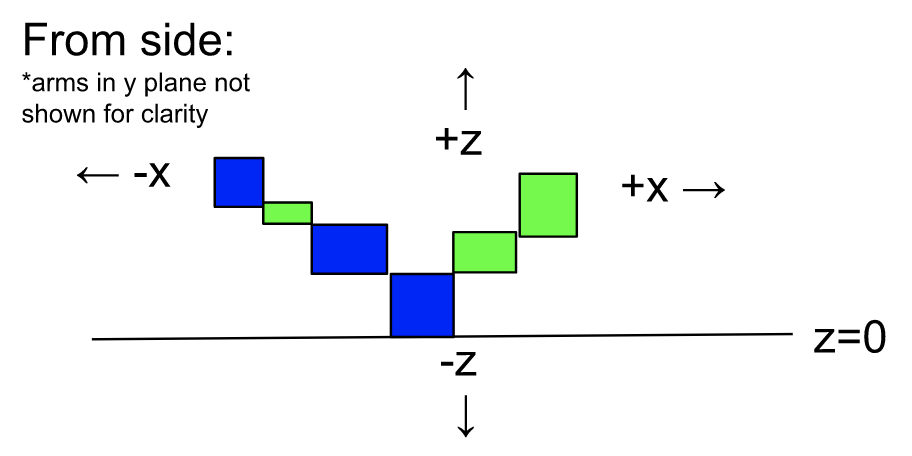 From side:
*arms in y plane not
shown for clarity
↑
+z
← -x
+x →
z=0
-z
↓